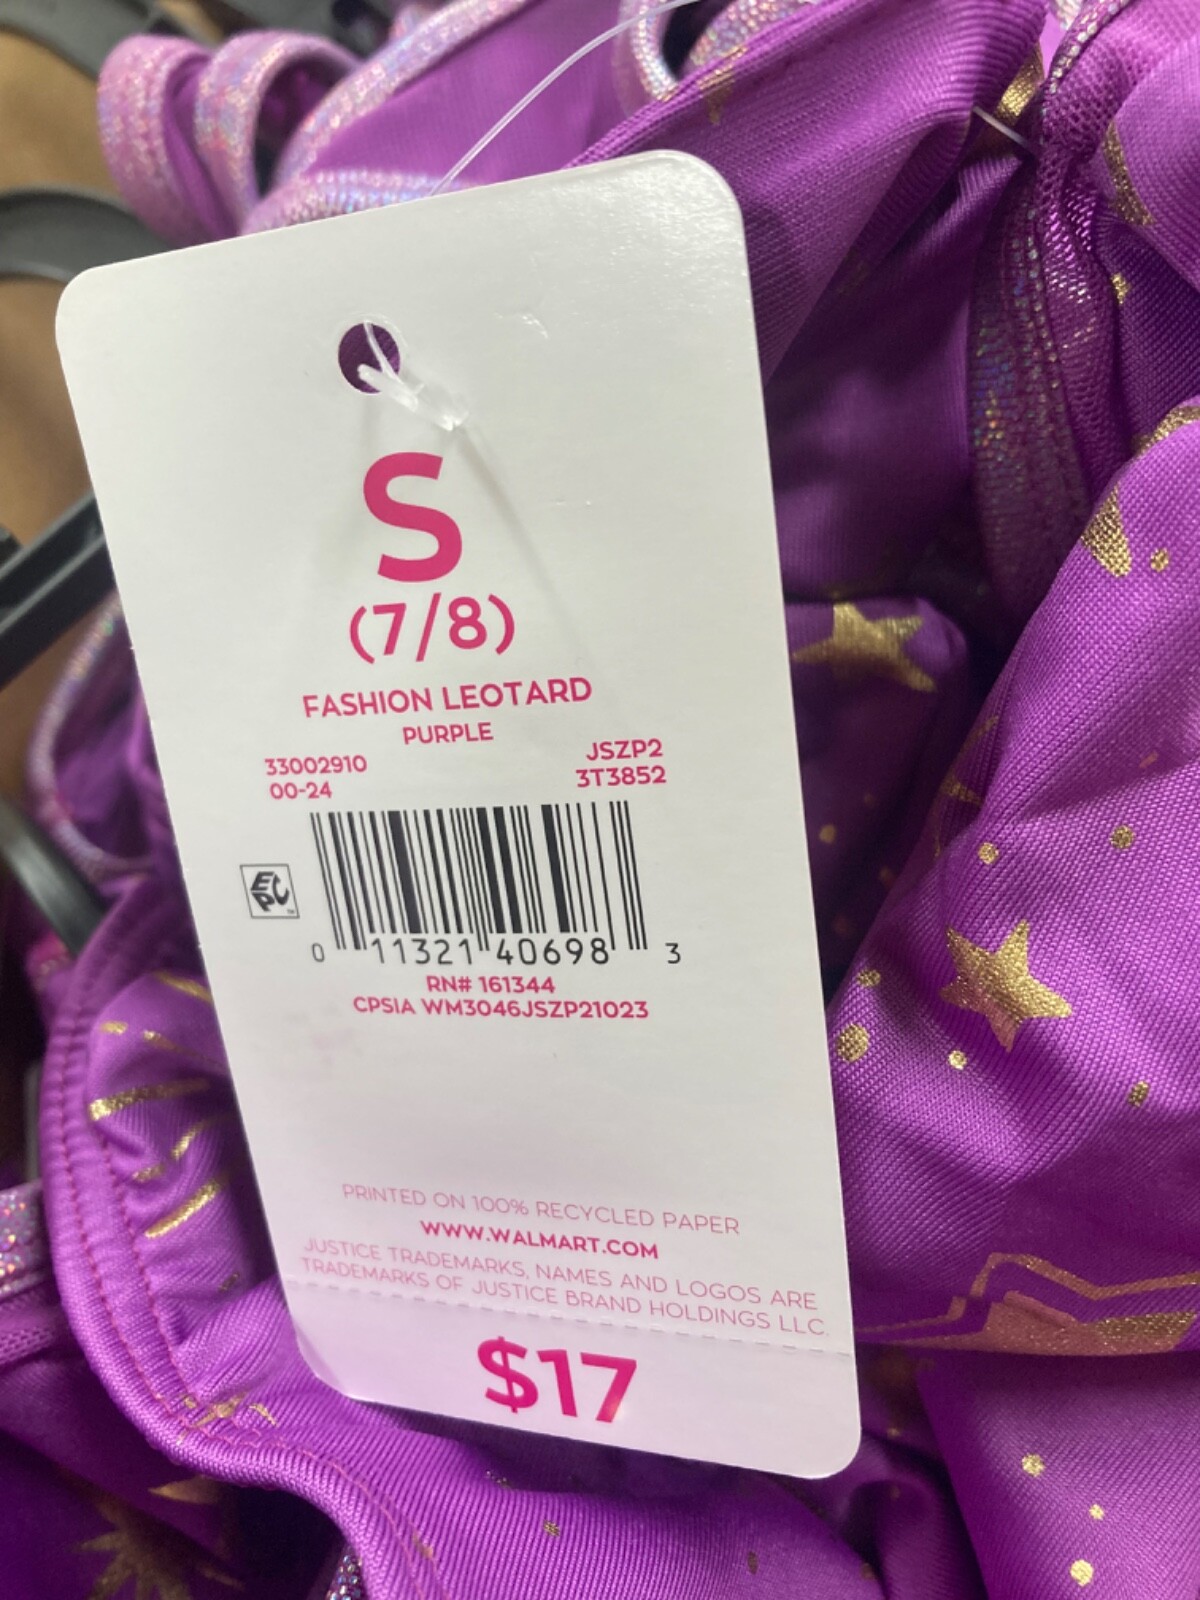 S
(7/8)
FASHION LEOTARD
PURPLE
33002910
00-24
JSZP2
3T3852
EPC
0 11321 40698 3
RN# 161344
CPSIA WM3046JSZP21023
PRINTED ON 100% RECYCLED PAPER
WWW.WALMART.COM
JUSTICE TRADEMARKS, NAMES AND LOGOS ARE
TRADEMARKS OF JUSTICE BRAND HOLDINGS LLC.
$17